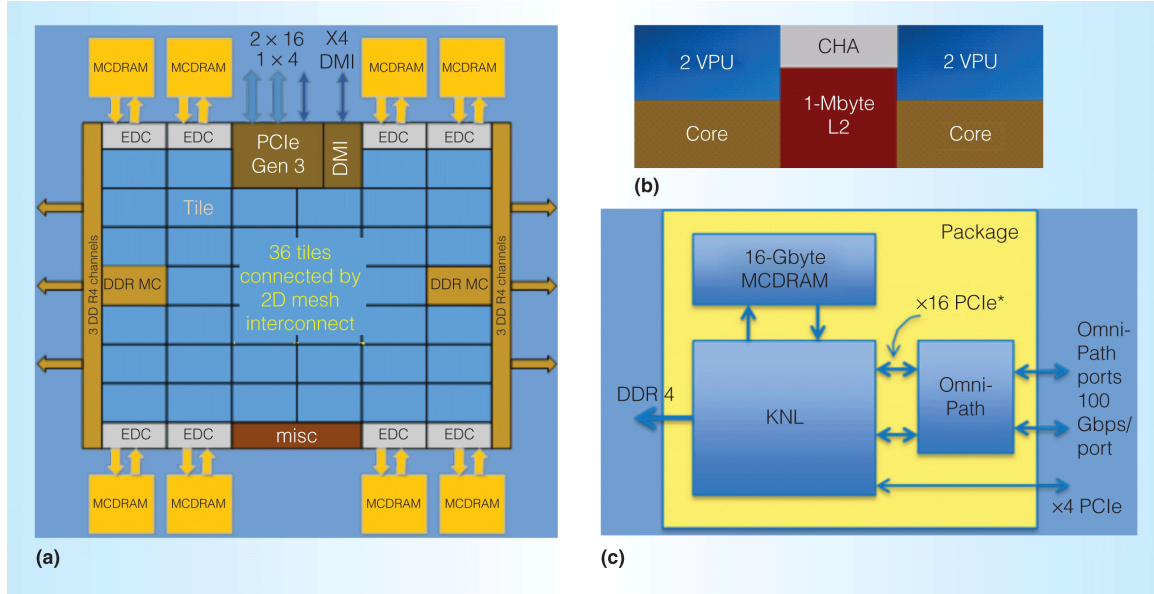 MCDRAM
MCDRAM
2 × 16
1 × 4
X4
DMI
MCDRAM
MCDRAM
EDC
EDC
PCIe
Gen 3
DMI
EDC
EDC
Tile
3 DD R4 channels
DDR MC
36 tiles
connected by
2D mesh
interconnect
DDR MC
3 DD R4 channels
EDC
EDC
misc
EDC
EDC
MCDRAM
MCDRAM
MCDRAM
MCDRAM
(a)
2 VPU
CHA
2 VPU
Core
1-Mbyte
L2
Core
(b)
Package
16-Gbyte
MCDRAM
×16 PCIe*
DDR 4
KNL
Omni-
Path
Omni-
Path
ports
100
Gbps/
port
×4 PCIe
(c)